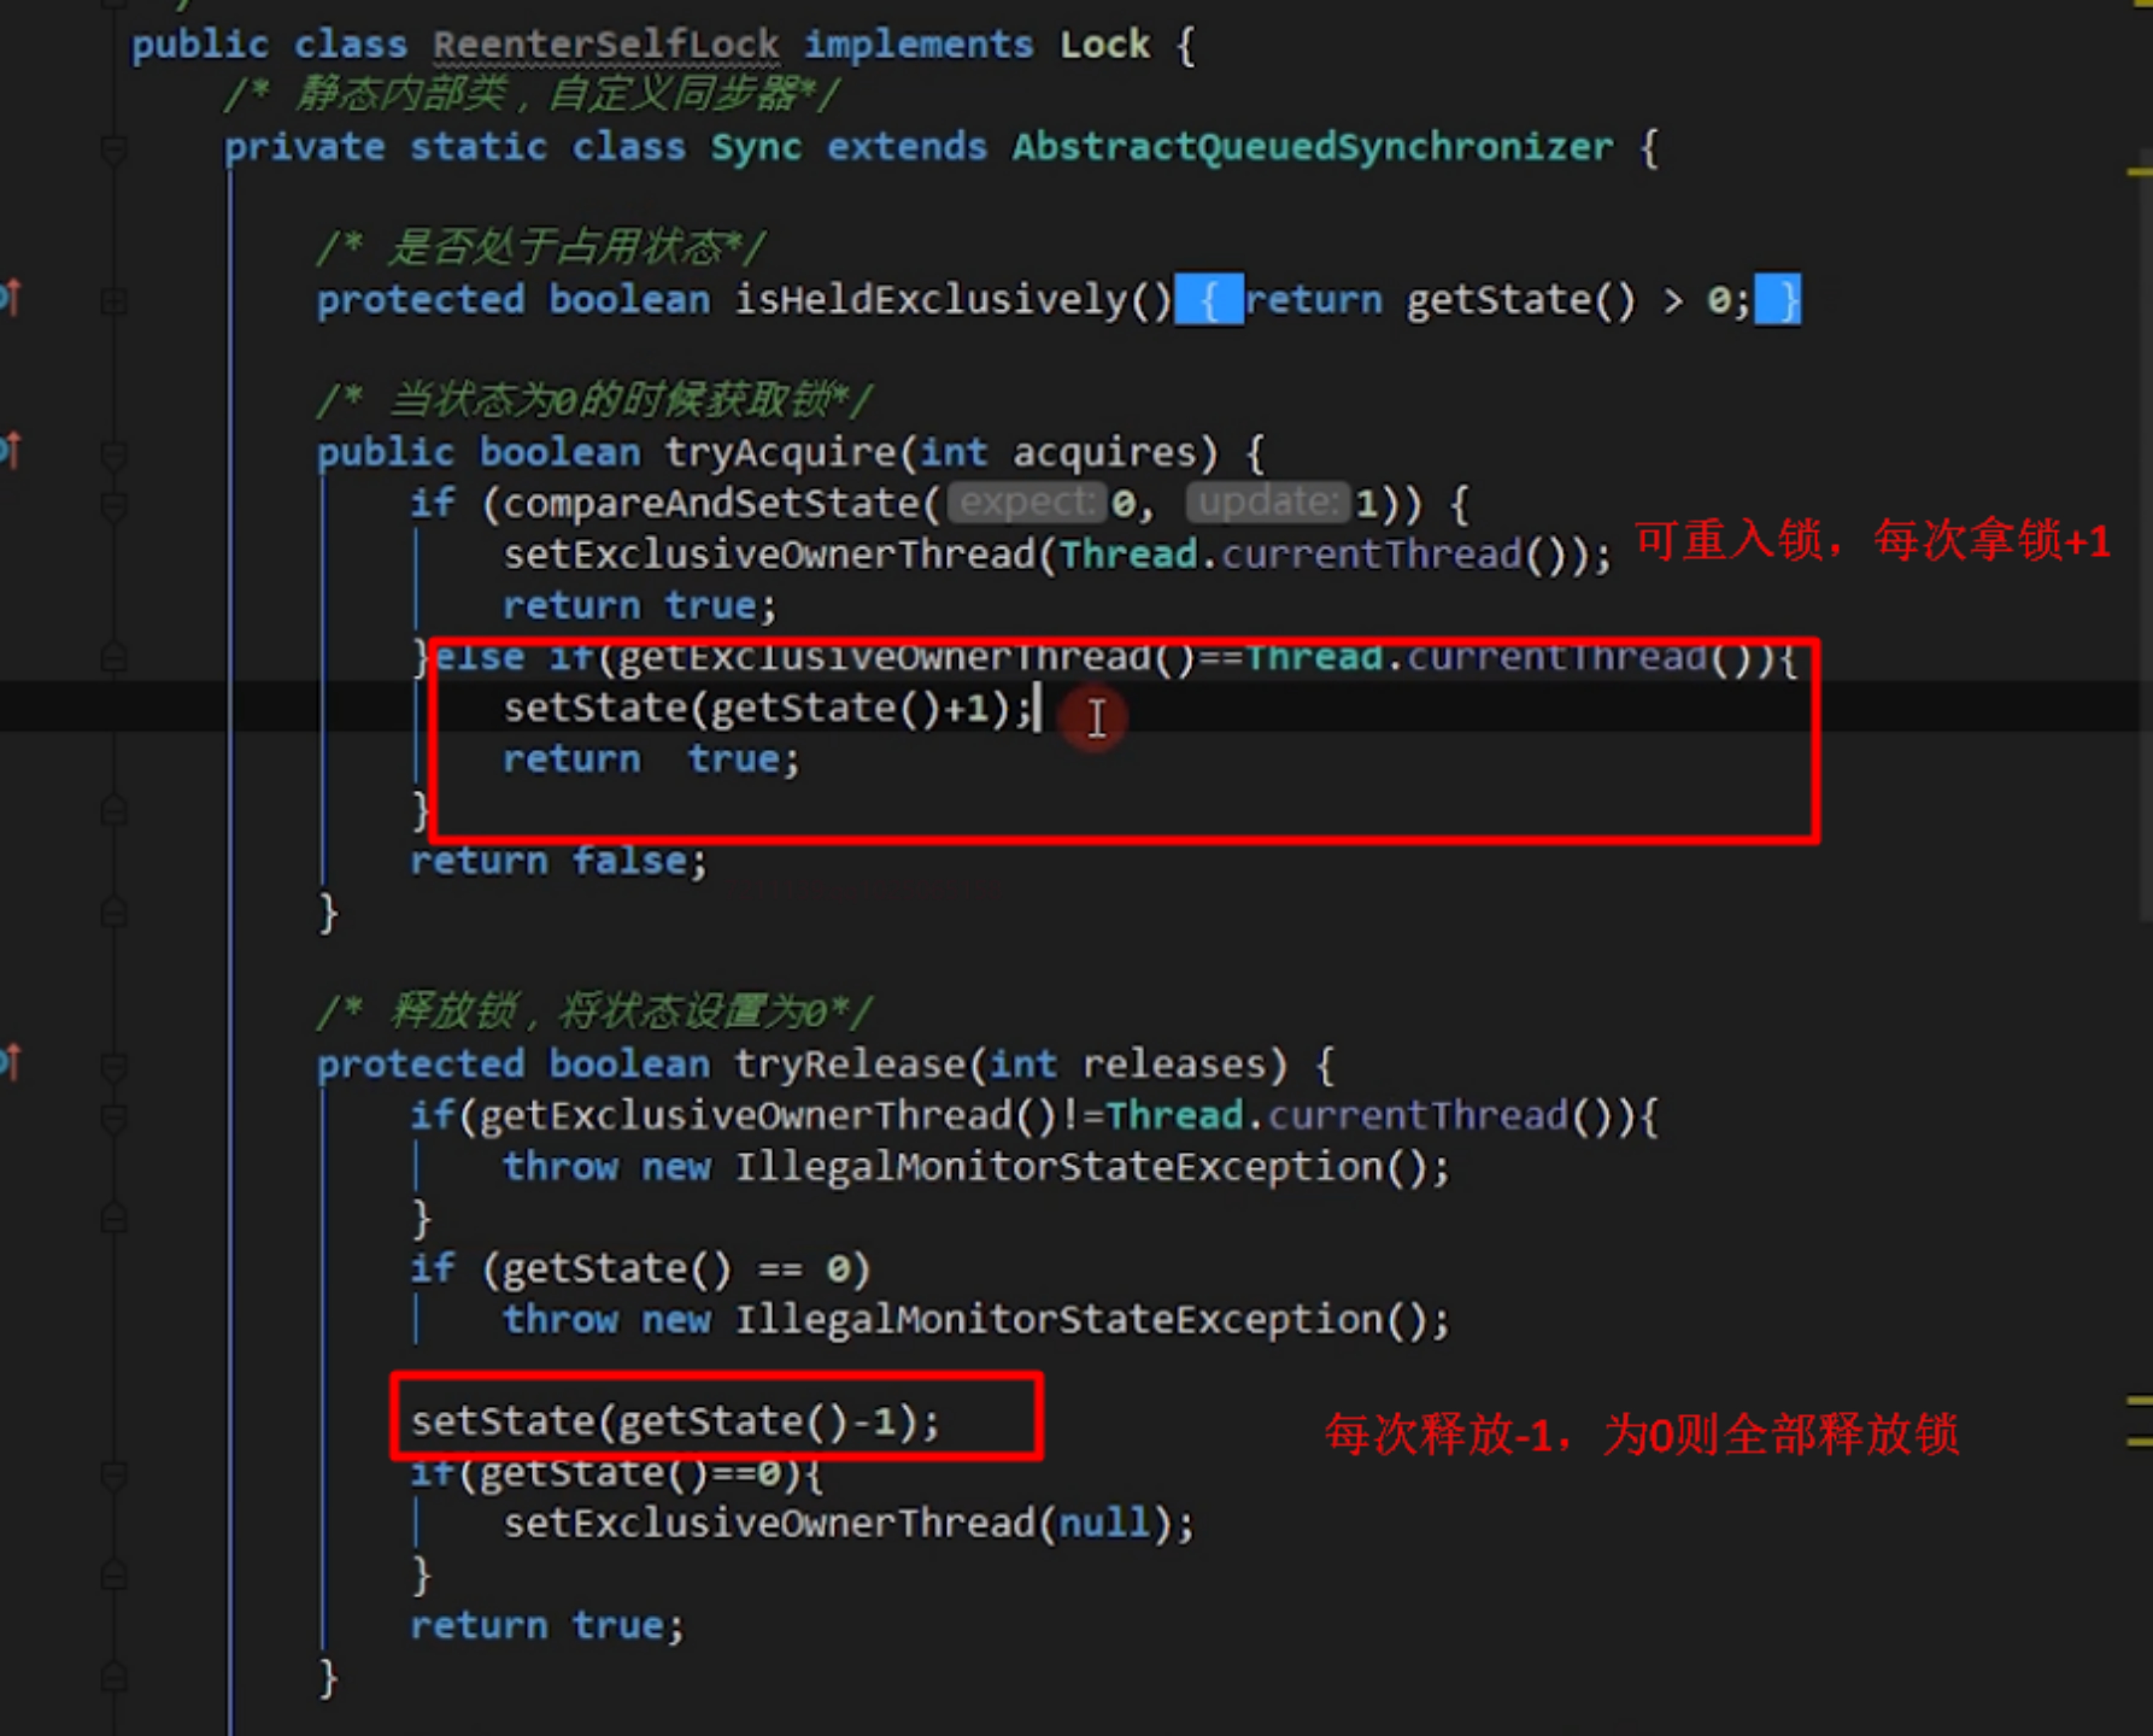 */
public class ReenterSelfLock implements Lock {
/* 静态内部类，自定义同步器*/
private static class Sync extends AbstractQueuedSynchronizer {
/* 是否处于占用状态*/
protected boolean isHeldExclusively() { return getState() > 0; }
/* 当状态为0的时候获取锁*/
public boolean tryAcquire(int acquires) {
if (compareAndSetState( expect: 0, update: 1)) {
setExclusiveOwnerThread(Thread.currentThread());
可重入锁，每次拿锁+1
return true;
}else if(getExclusiveOwnerThread()==Thread.currentThread()){
setState(getState()+1);
return  true;
}
return false;
}
/* 释放锁，将状态设置为0*/
protected boolean tryRelease(int releases) {
if(getExclusiveOwnerThread()!=Thread.currentThread()){
throw new IllegalMonitorStateException();
}
if (getState() == 0)
throw new IllegalMonitorStateException();
setState(getState()-1);
每次释放-1，为0则全部释放锁
if(getState()==0){
setExclusiveOwnerThread(null);
}
return true;
}